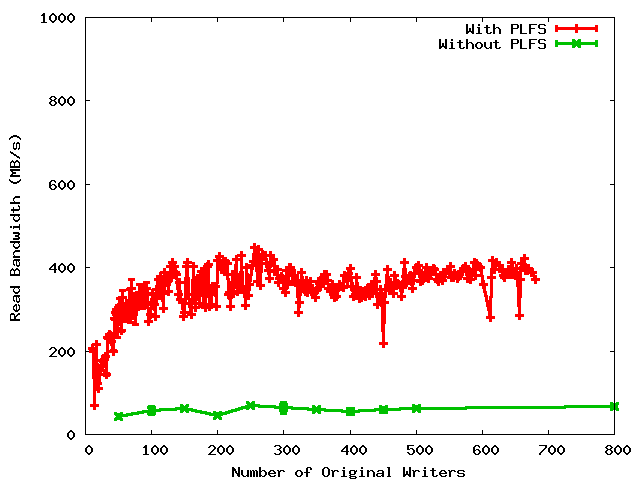 With PLFS
Without PLFS
1000
800
600
400
200
0
Read Bandwidth (MB/s)
0 100 200 300 400 500 600 700 800
Number of Original Writers